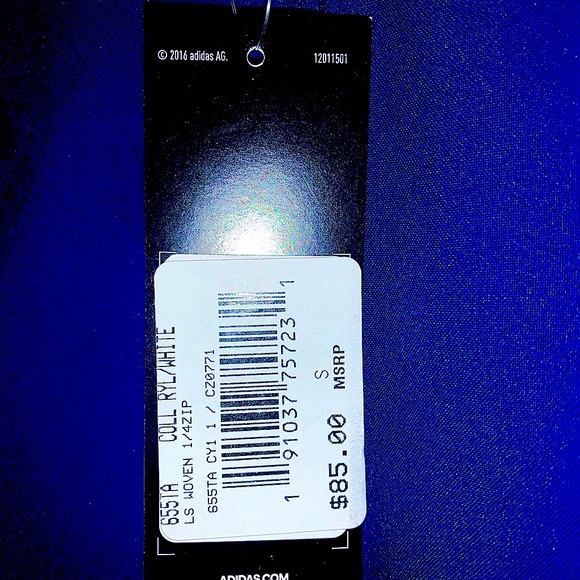 © 2016 adidas AG.
12011501
655TA COLL RYL/WHITE
LS WOVEN 1/4ZIP
655TA CY1 1 / CZ0771
1 91037 75723 1
S
$85.00 MSRP
ADIDAS.COM